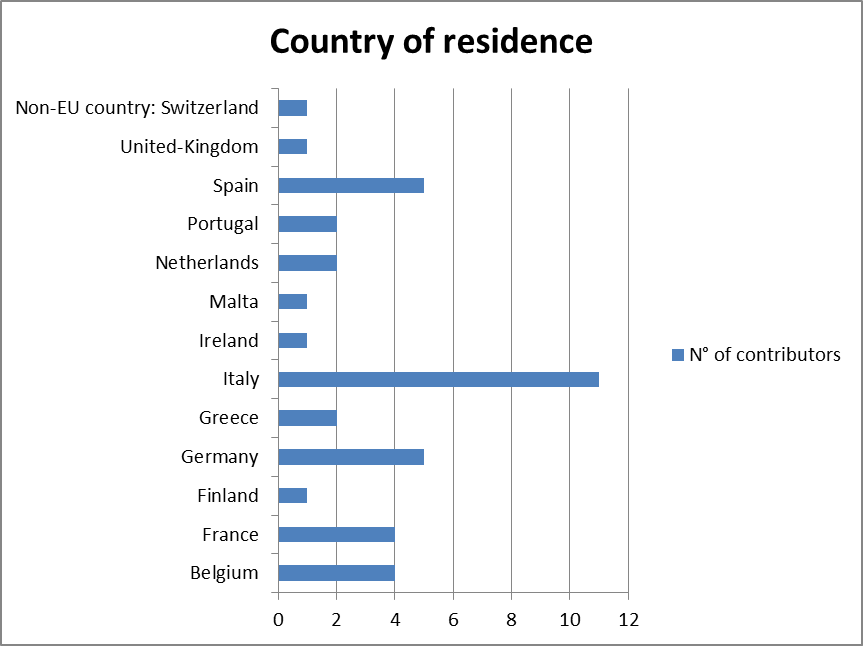 Country of residence
Non-EU country: Switzerland
United-Kingdom
Spain
Portugal
Netherlands
Malta
Ireland
Italy
Greece
Germany
Finland
France
Belgium
0 2 4 6 8 10 12
N° of contributors